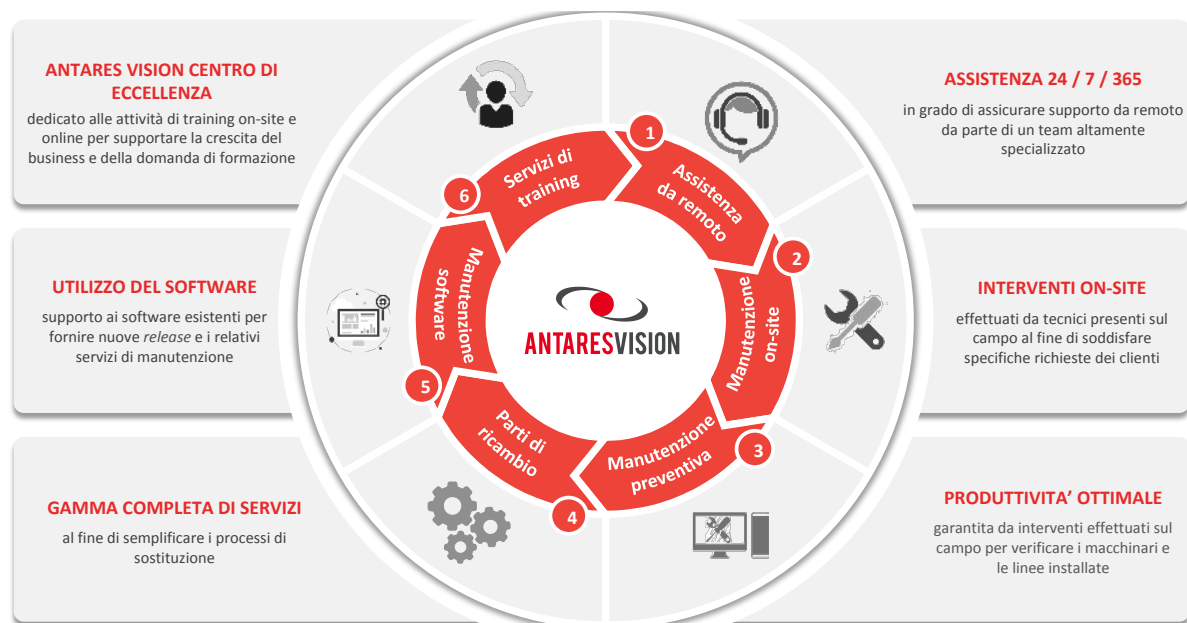 ANTARES VISION CENTRO DI
ECCELLENZA
dedicato alle attività di training on-site e
online per supportare la crescita del
business e della domanda di formazione
UTILIZZO DEL SOFTWARE
supporto ai software esistenti per
fornire nuove release e i relativi
servizi di manutenzione
GAMMA COMPLETA DI SERVIZI
al fine di semplificare i processi di
sostituzione
1
Assistenza
da remoto
2
Manutenzione
on-site
3
Manutenzione
preventiva
4
Parti di
ricambio
5
Manutenzione
software
6
Servizi di
training
ANTARESVISION
ASSISTENZA 24 / 7 / 365
in grado di assicurare supporto da remoto
da parte di un team altamente
specializzato
INTERVENTI ON-SITE
effettuati da tecnici presenti sul
campo al fine di soddisfare
specifiche richieste dei clienti
PRODUTTIVITA’ OTTIMALE
garantita da interventi effettuati sul
campo per verificare i macchinari e
le linee installate